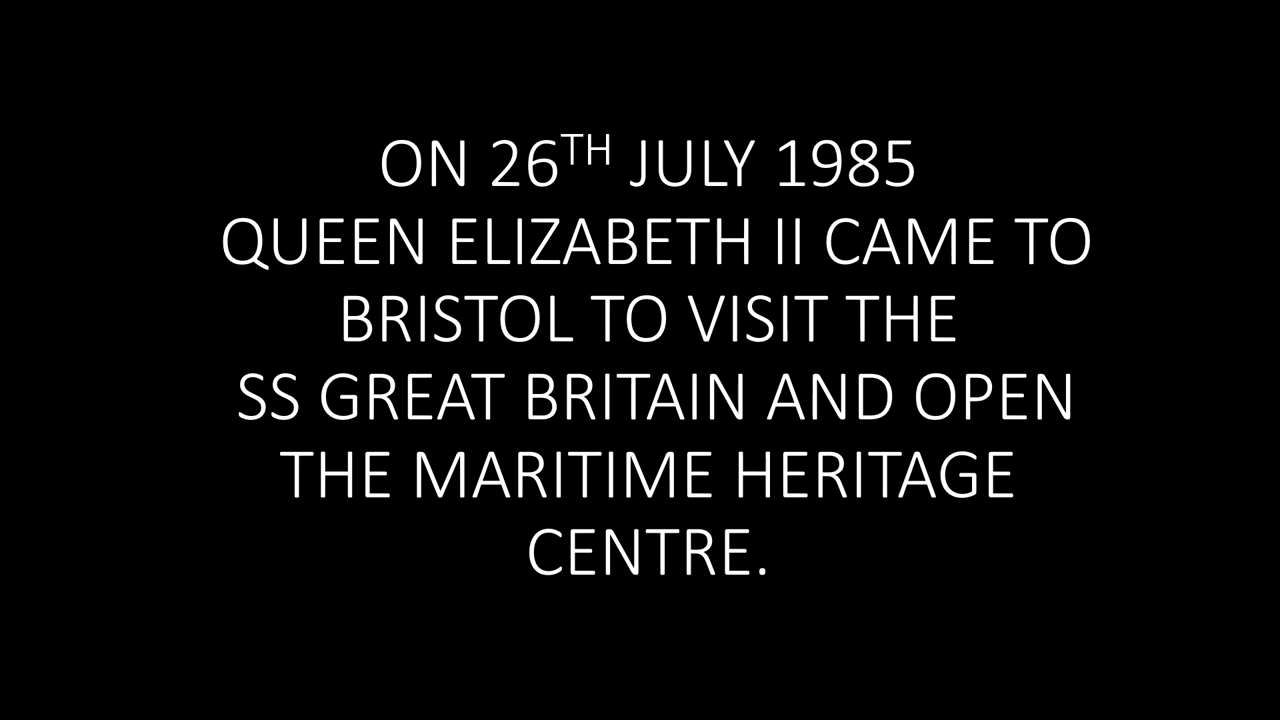 ON 26TH JULY 1985
QUEEN ELIZABETH II CAME TO
BRISTOL TO VISIT THE
SS GREAT BRITAIN AND OPEN
THE MARITIME HERITAGE
CENTRE.